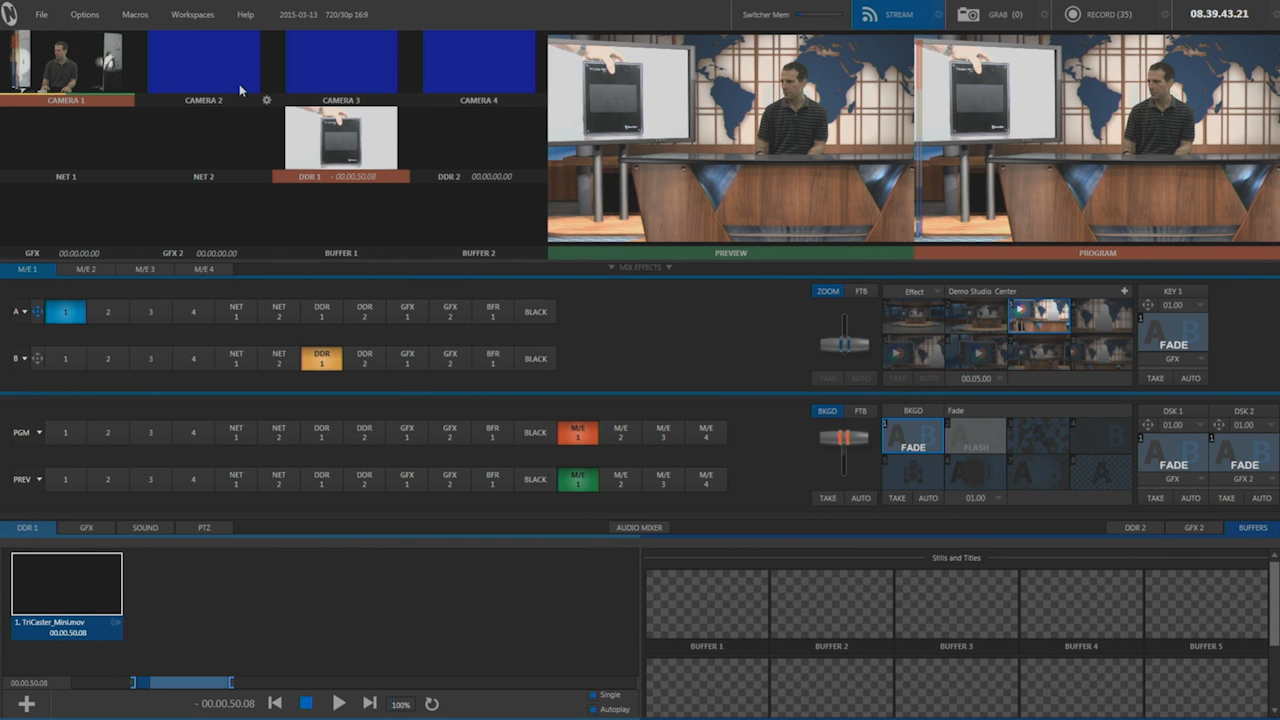 File Options Macros Workspaces Help 2015-03-13 720/30p 16:9 Switcher Mem STREAM GRAB (0) RECORD (35) 08.39.43.21
CAMERA 1 CAMERA 2 CAMERA 3 CAMERA 4
NET 1 NET 2 DDR 1 - 00.00.50.08 DDR 2 00.00.00.00
GFX 00.00.00.00 GFX 2 00.00.00.00 BUFFER 1 BUFFER 2 PREVIEW PROGRAM
M/E 1 M/E 2 M/E 3 M/E 4 MIX EFFECTS
ZOOM FTB Effect Demo Studio Center KEY 1
A 1 2 3 4 NET 1 NET 2 DDR 1 DDR 2 GFX 1 GFX 2 BFR 1 BLACK 01.00
FADE
B 1 2 3 4 NET 1 NET 2 DDR 1 DDR 2 GFX 1 GFX 2 BFR 1 BLACK GFX
TAKE AUTO TAKE AUTO 00.05.00 TAKE AUTO
BKGD FTB BKGD Fade DSK 1 DSK 2
01.00 01.00
PGM 1 2 3 4 NET 1 NET 2 DDR 1 DDR 2 GFX 1 GFX 2 BFR 1 BLACK M/E 1 M/E 2 M/E 3 M/E 4
FADE FLASH
FADE FADE
PREV 1 2 3 4 NET 1 NET 2 DDR 1 DDR 2 GFX 1 GFX 2 BFR 1 BLACK M/E 1 M/E 2 M/E 3 M/E 4 GFX GFX 2
TAKE AUTO TAKE AUTO 01.00 TAKE AUTO TAKE AUTO
DDR 1 GFX SOUND PTZ AUDIO MIXER DDR 2 GFX 2 BUFFERS
Stills and Titles
1. TriCaster_Mini.mov
00.00.50.08
BUFFER 1 BUFFER 2 BUFFER 3 BUFFER 4 BUFFER 5
00.00.50.08
- 00.00.50.08 100% Single
Autoplay